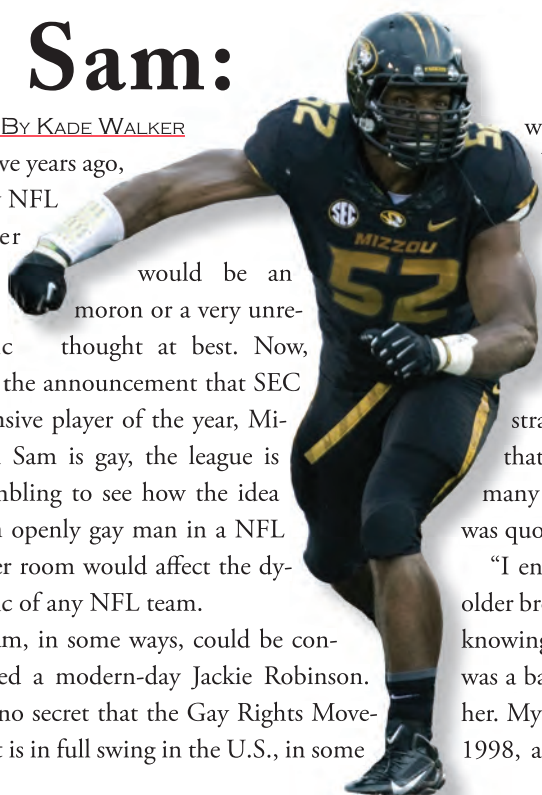 Sam:
By Kade Walker
ve years ago,
NFL
er
would be an
moron or a very unre-
c thought at best. Now,
the announcement that SEC
nsive player of the year, Mi-
Sam is gay, the league is
mbling to see how the idea
openly gay man in a NFL
er room would affect the dy-
ic of any NFL team.
am, in some ways, could be con-
ed a modern-day Jackie Robinson.
no secret that the Gay Rights Move-
t is in full swing in the U.S., in some
52
52
SEC
MIZZOU
52
w
stra
that
many
was quo
“I en
older bro
knowing
was a ba
her. My
1998, a